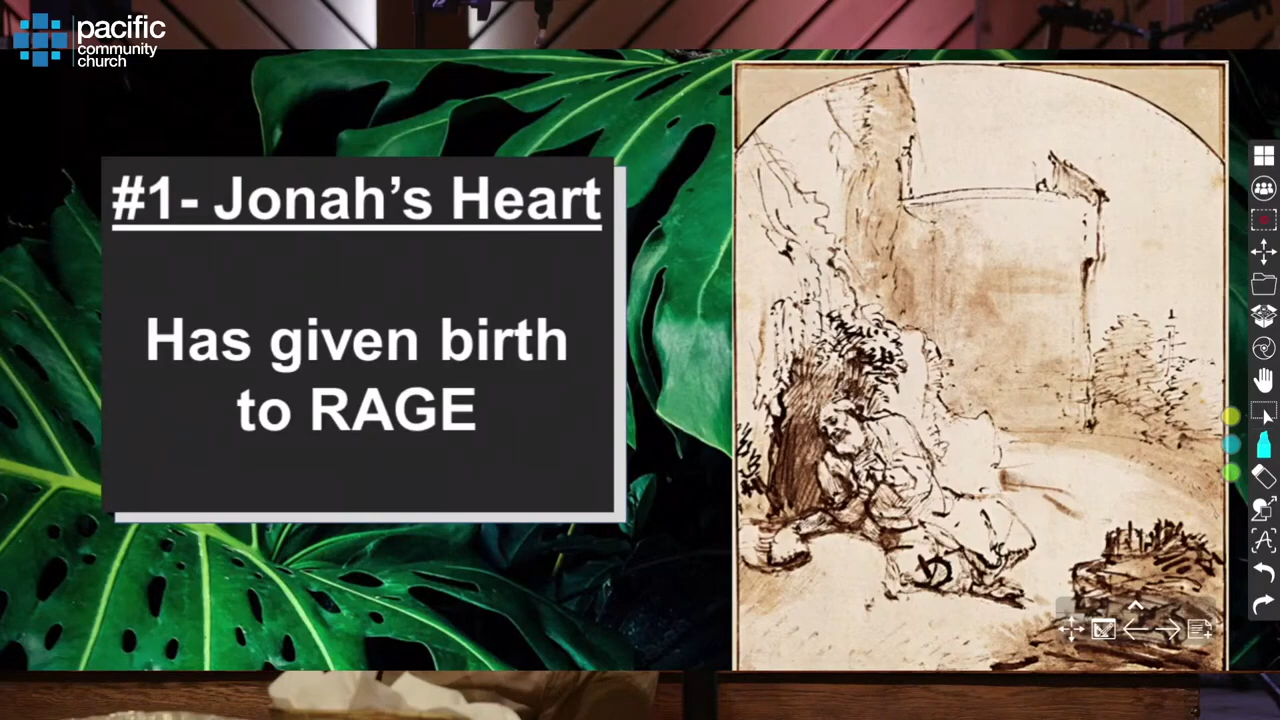 pacific
community
church
#1- Jonah’s Heart
Has given birth
to RAGE